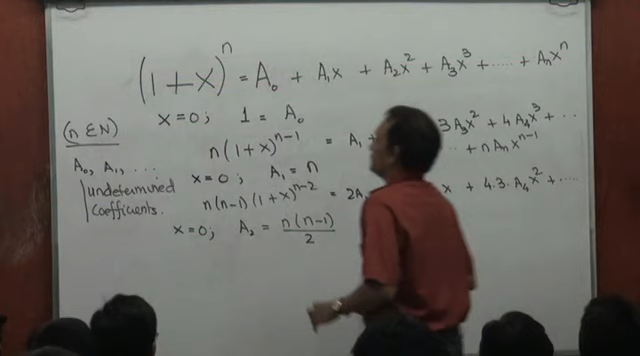 (1+x)^n = A₀ + A₁x + A₂x² + A₃x³ + ····· + Aₙxⁿ
x=0; 1 = A₀
(n∈N)
n(1+x)^(n-1) = A₁ + 3A₃x² + 4A₄x³ + ··
·· + nAₙx^(n-1)
A₀, A₁, ...
undetermined
Coefficients.
x=0; A₁ = n
n(n-1)(1+x)^(n-2) = 2A x + 4.3. A₄x² + ····
x=0; A₂ = n(n-1)/2